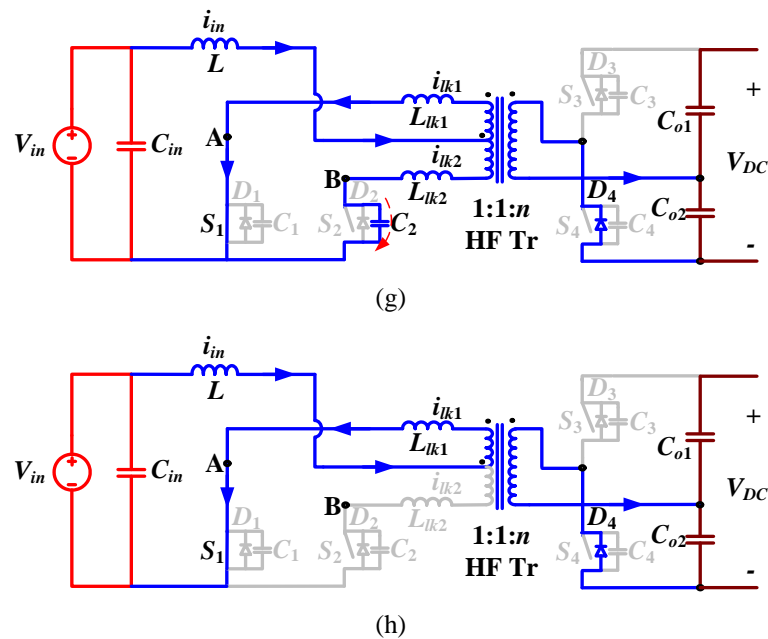 i_in
L
D_3
S_3
C_3
C_o1
+
i_lk1
L_lk1
A
V_in
C_in
i_lk2
L_lk2
B
V_DC
D_1
S_1
C_1
D_2
S_2
C_2
1:1:n
HF Tr
D_4
S_4
C_4
C_o2
-
(g)
i_in
L
D_3
S_3
C_3
C_o1
+
i_lk1
L_lk1
A
V_in
C_in
i_lk2
L_lk2
B
V_DC
D_1
S_1
C_1
D_2
S_2
C_2
1:1:n
HF Tr
D_4
S_4
C_4
C_o2
-
(h)